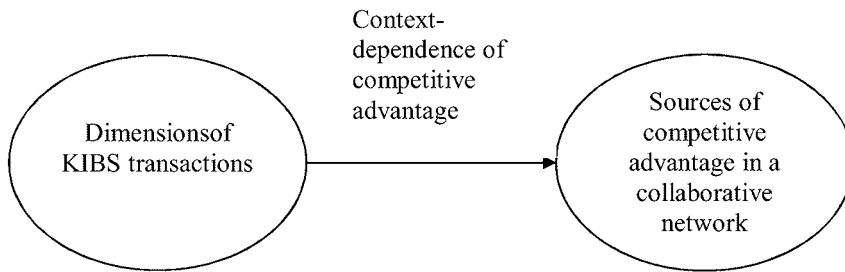 Context-
dependence of
competitive
advantage
Dimensionsof
KIBS transactions
Sources of
competitive
advantage in a
collaborative
network